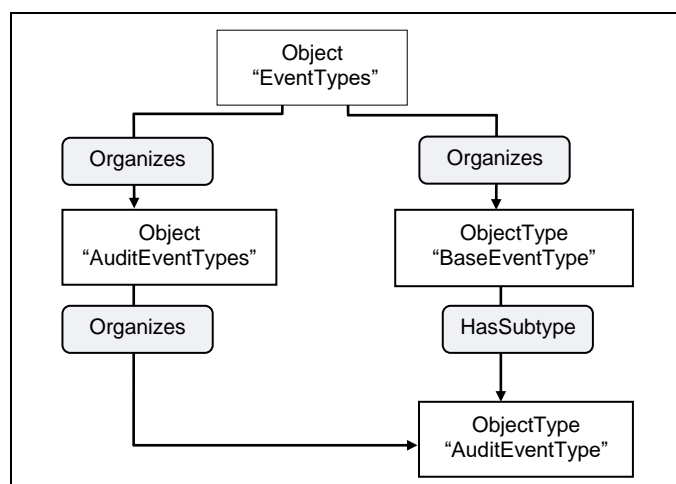 Object
“EventTypes”
Organizes
Organizes
Object
“AuditEventTypes”
ObjectType
“BaseEventType”
Organizes
HasSubtype
ObjectType
“AuditEventType”